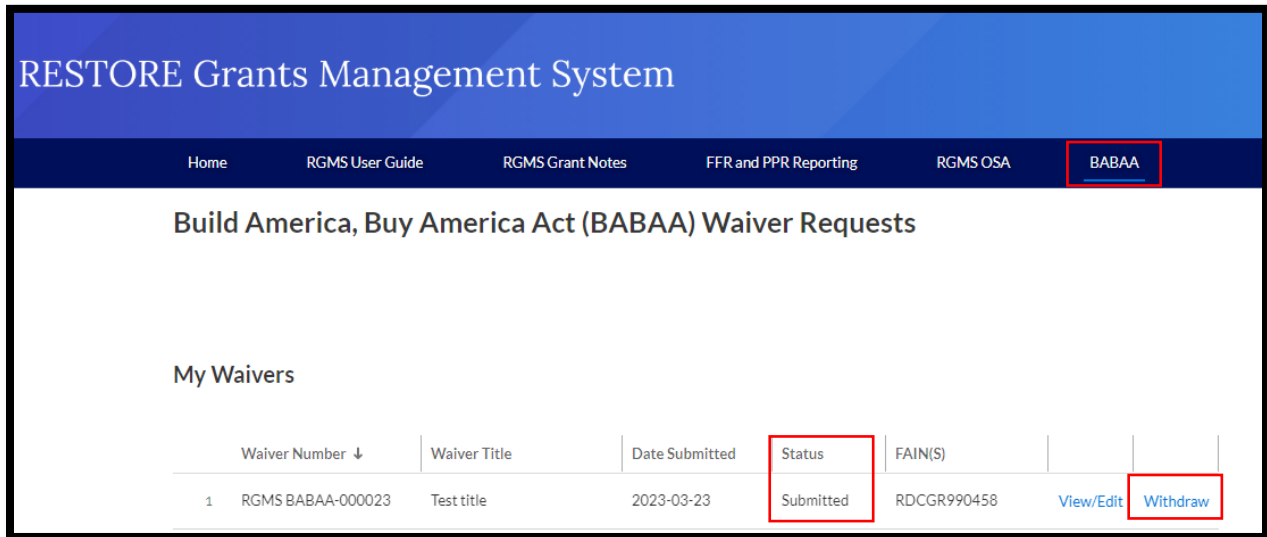 RESTORE Grants Management System
Home RGMS User Guide RGMS Grant Notes FFR and PPR Reporting RGMS OSA BABAA
Build America, Buy America Act (BABAA) Waiver Requests
My Waivers
Waiver Number ↓ Waiver Title Date Submitted Status FAIN(S)
1 RGMS BABAA-000023 Test title 2023-03-23 Submitted RDCGR990458 View/Edit Withdraw